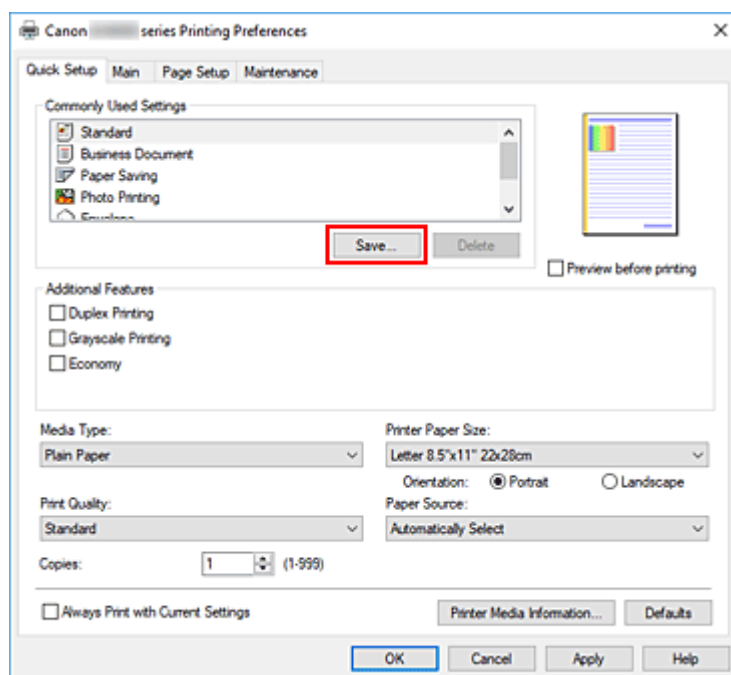 Canon series Printing Preferences
Quick Setup Main Page Setup Maintenance
Commonly Used Settings
Standard
Business Document
Paper Saving
Photo Printing
Envelope
Save... Delete
Preview before printing
Additional Features
Duplex Printing
Grayscale Printing
Economy
Media Type: Printer Paper Size:
Plain Paper Letter 8.5"x11" 22x28cm
Orientation: Portrait Landscape
Print Quality: Paper Source:
Standard Automatically Select
Copies: 1 (1-999)
Always Print with Current Settings Printer Media Information... Defaults
OK Cancel Apply Help